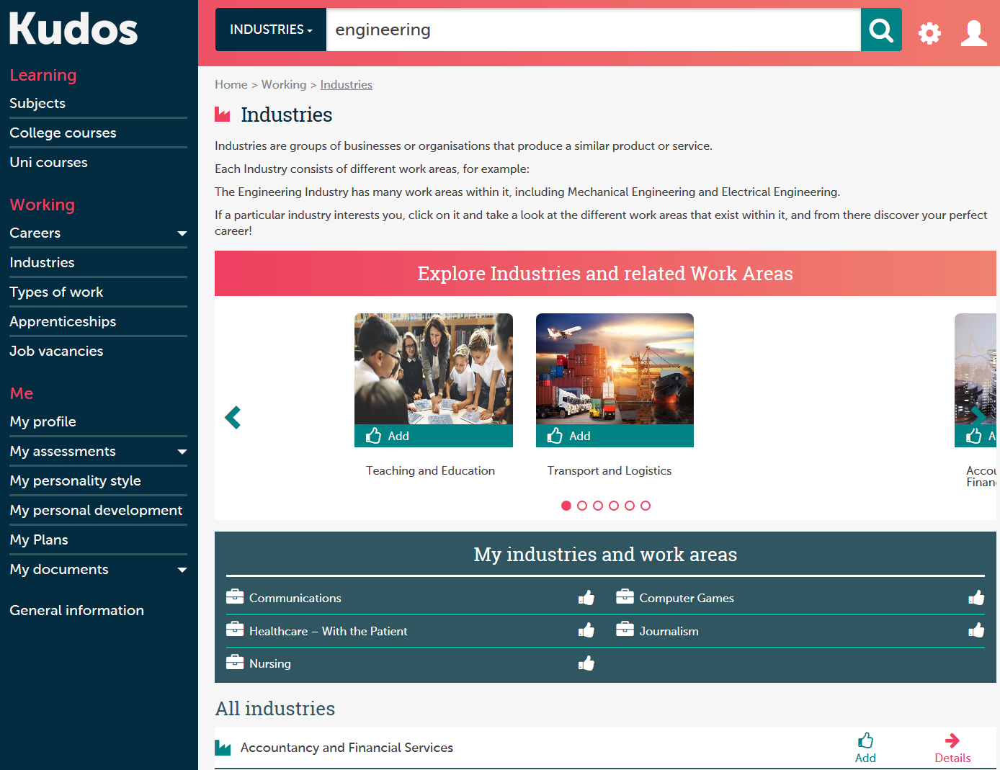 Kudos
Learning
Subjects
College courses
Uni courses
Working
Careers
Industries
Types of work
Apprenticeships
Job vacancies
Me
My profile
My assessments
My personality style
My personal development
My Plans
My documents
General information
INDUSTRIES
engineering
Home > Working > Industries
Industries
Industries are groups of businesses or organisations that produce a similar product or service.
Each Industry consists of different work areas, for example:
The Engineering Industry has many work areas within it, including Mechanical Engineering and Electrical Engineering.
If a particular industry interests you, click on it and take a look at the different work areas that exist within it, and from there discover your perfect
career!
Explore Industries and related Work Areas
Add
Add
A
Teaching and Education
Transport and Logistics
Accou
Finan
My industries and work areas
Communications
Computer Games
Healthcare – With the Patient
Journalism
Nursing
All industries
Accountancy and Financial Services
Add
Details